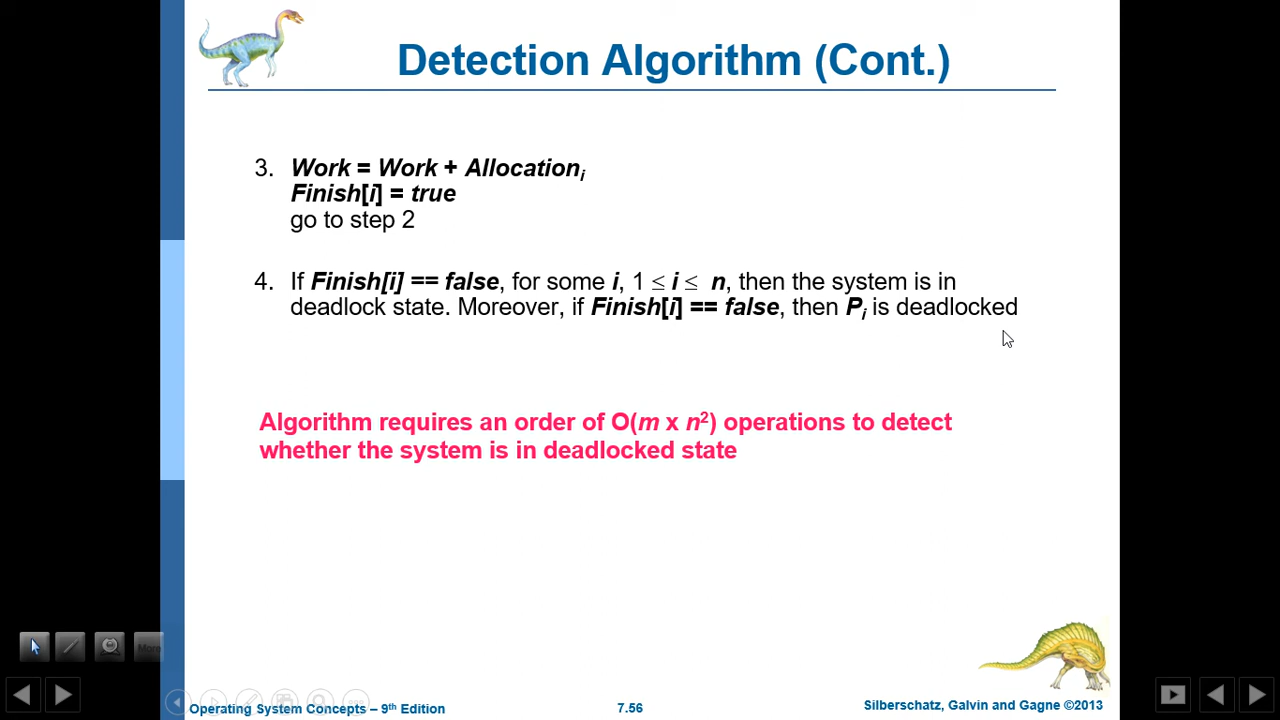 Detection Algorithm (Cont.)
3. Work = Work + Allocationᵢ
Finish[i] = true
go to step 2
4. If Finish[i] == false, for some i, 1 ≤ i ≤ n, then the system is in
deadlock state. Moreover, if Finish[i] == false, then Pᵢ is deadlocked
Algorithm requires an order of O(m x n²) operations to detect
whether the system is in deadlocked state
More
Operating System Concepts – 9th Edition
7.56
Silberschatz, Galvin and Gagne ©2013